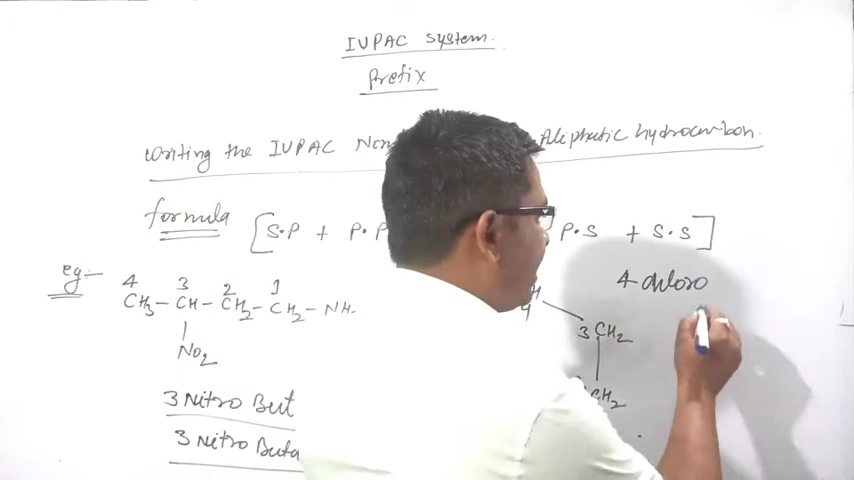 IUPAC System.
Prefix
Writing the IUPAC Aliphatic hydrocarbon.
formula [S.P + P.P P.S + S.S]
eg- 4 3 2 1
CH3 - CH - CH2 - CH2 - NH
NO2
3 Nitro But
3 Nitro Buta
4 chloro
4
3 CH2
CH2